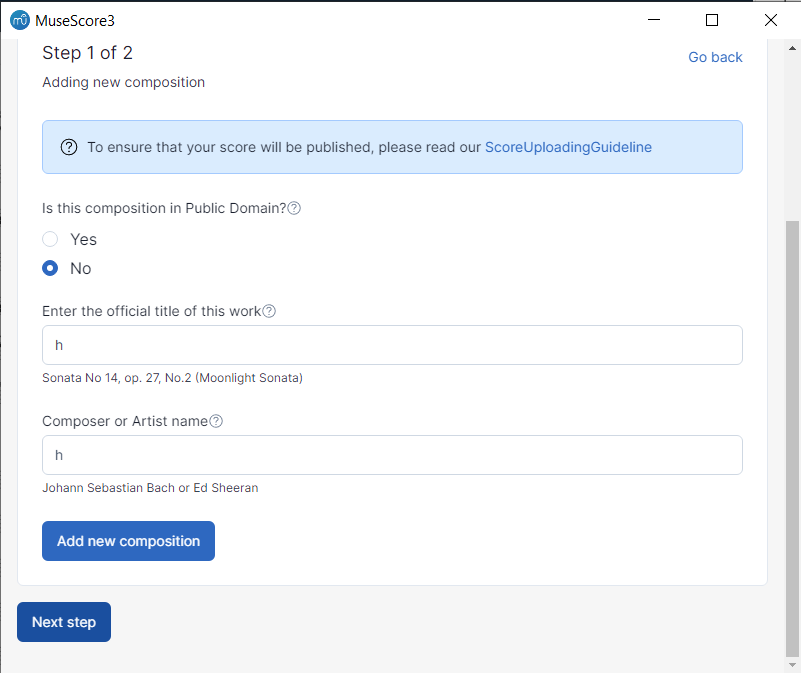 MuseScore3
Step 1 of 2
Go back
Adding new composition
To ensure that your score will be published, please read our ScoreUploadingGuideline
Is this composition in Public Domain?
Yes
No
Enter the official title of this work
h
Sonata No 14, op. 27, No.2 (Moonlight Sonata)
Composer or Artist name
h
Johann Sebastian Bach or Ed Sheeran
Add new composition
Next step